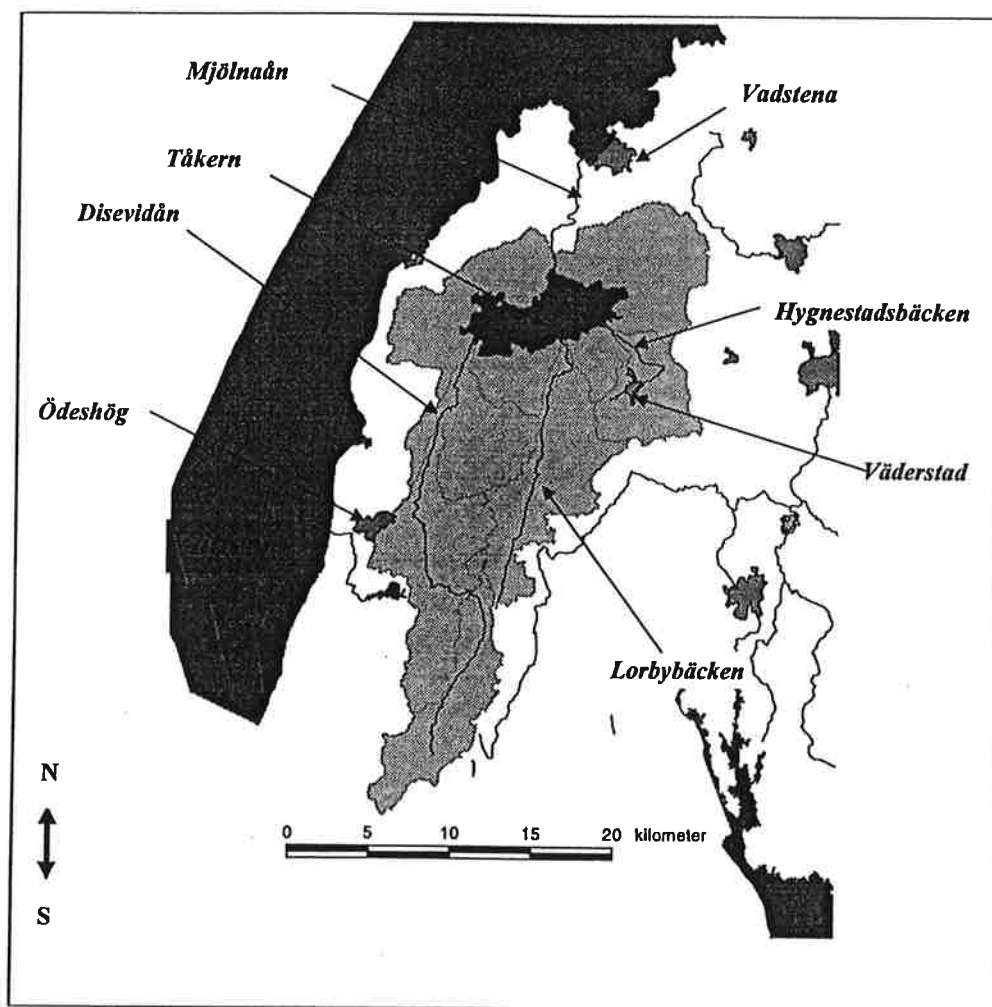 Mjölnaån
Vadstena
Tåkern
Disevidån
Hygnestadsbäcken
Ödeshög
Väderstad
Lorbybäcken
N
S
0 5 10 15 20 kilometer